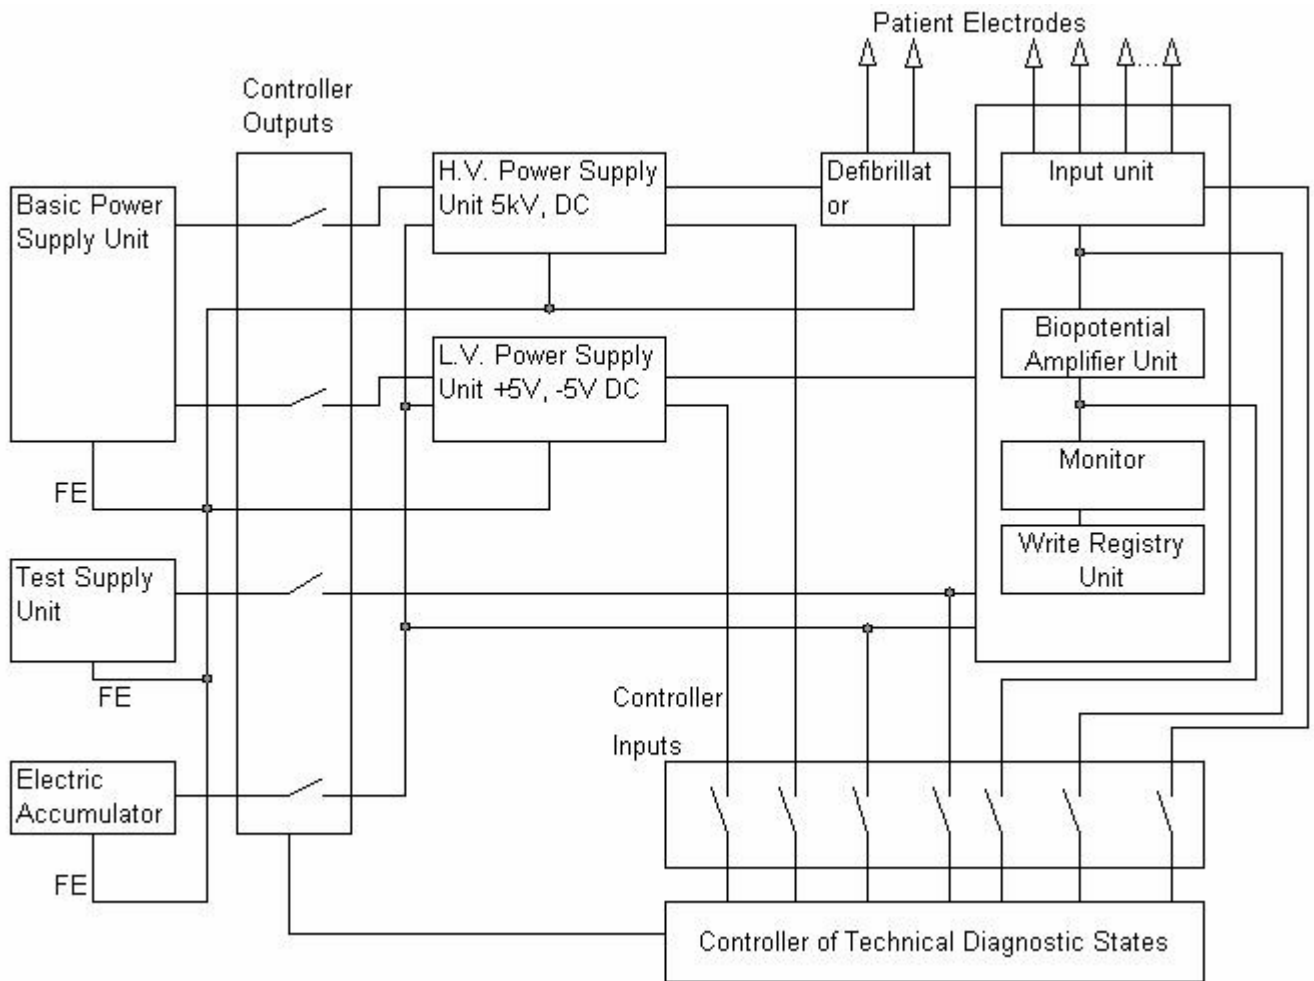 Patient Electrodes
Controller
Outputs
Basic Power
Supply Unit
H.V. Power Supply
Unit 5kV, DC
Defibrillat
or
Input unit
L.V. Power Supply
Unit +5V, -5V DC
Biopotential
Amplifier Unit
Monitor
Write Registry
Unit
FE
Test Supply
Unit
FE
Controller
Inputs
Electric
Accumulator
FE
Controller of Technical Diagnostic States